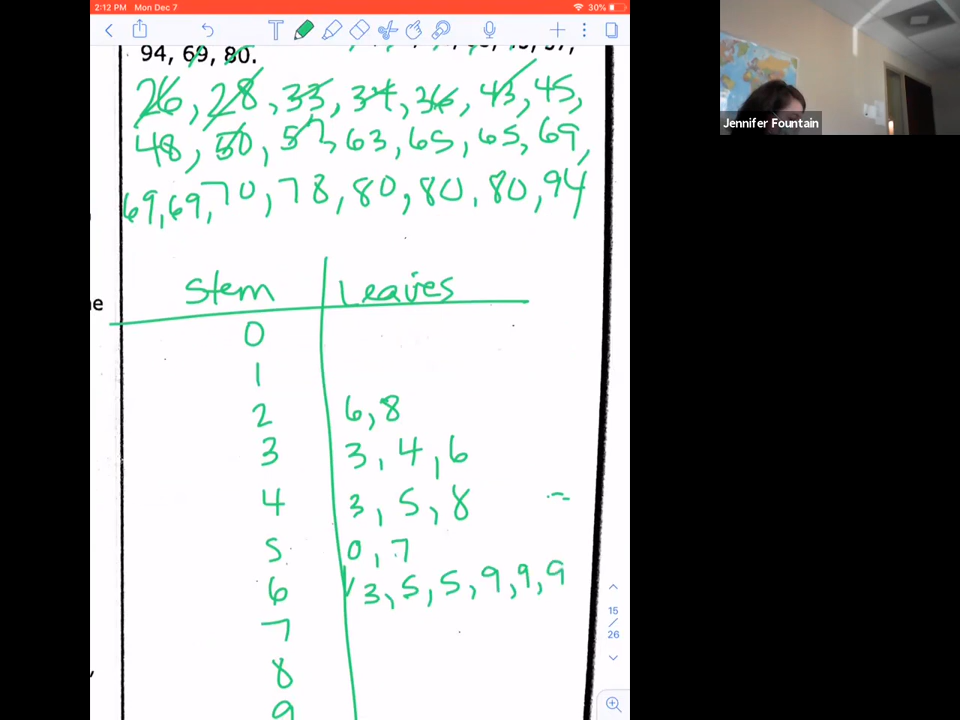 2:12 PM Mon Dec 7
30%
94, 69, 80.
26, 28, 33, 34, 36, 43, 45,
48, 50, 57, 63, 65, 65, 69,
69, 69, 70, 78, 80, 80, 80, 94
Stem Leaves
0
1
2 6, 8
3 3, 4, 6
4 3, 5, 8
5 0, 7
6 3, 5, 5, 9, 9, 9
7
8
9
15
/
26
Jennifer Fountain